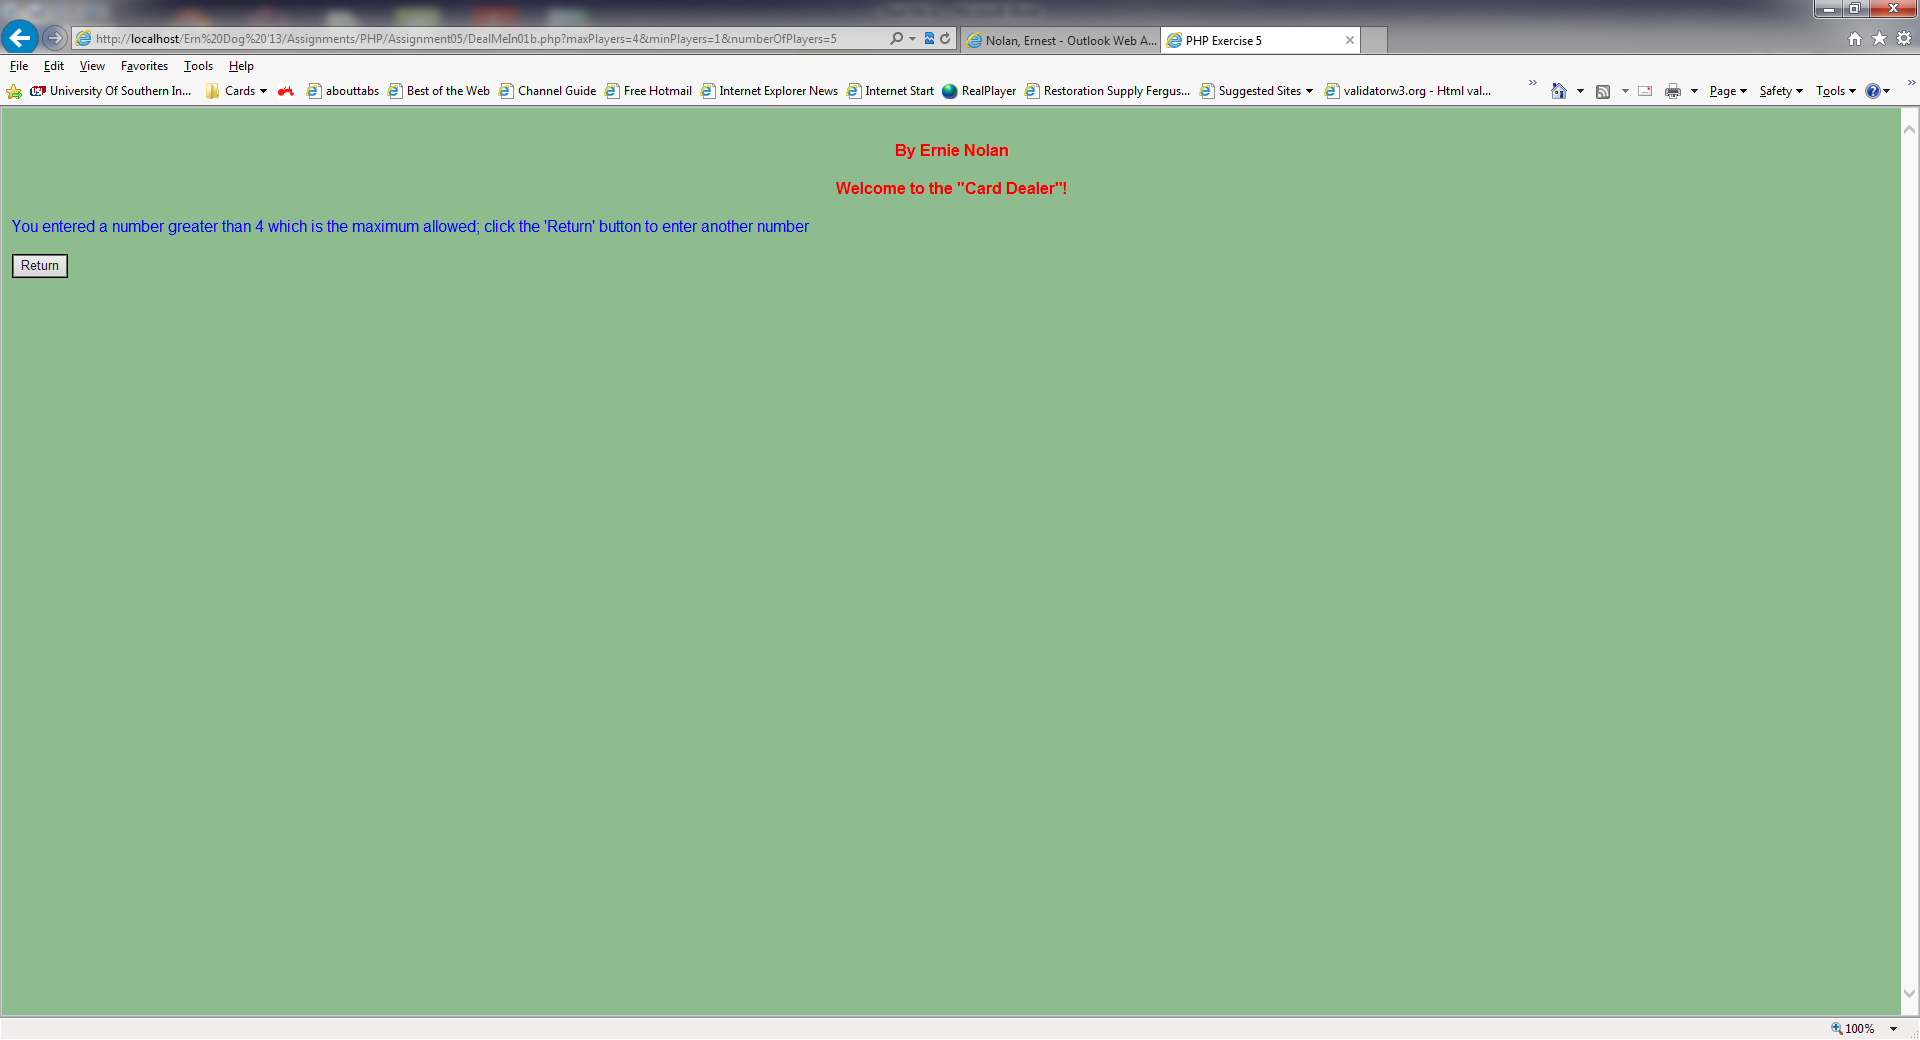 http://localhost/Ern%20Dog%20'13/Assignments/PHP/Assignment05/DealMeIn01b.php?maxPlayers=4&minPlayers=1&numberOfPlayers=5
Nolan, Ernest - Outlook Web A...
PHP Exercise 5
File Edit View Favorites Tools Help
University Of Southern In... Cards abouttabs Best of the Web Channel Guide Free Hotmail Internet Explorer News Internet Start RealPlayer Restoration Supply Fergus... Suggested Sites validatorw3.org - Html val... Page Safety Tools
By Ernie Nolan
Welcome to the "Card Dealer"!
You entered a number greater than 4 which is the maximum allowed; click the 'Return' button to enter another number
Return
100%